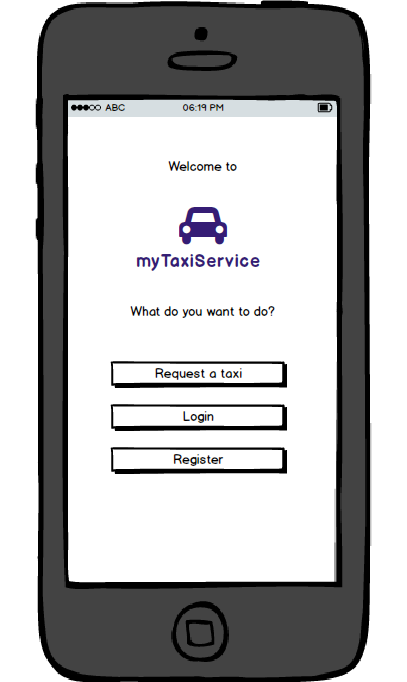 ABC 06:19 PM
Welcome to
myTaxiService
What do you want to do?
Request a taxi
Login
Register